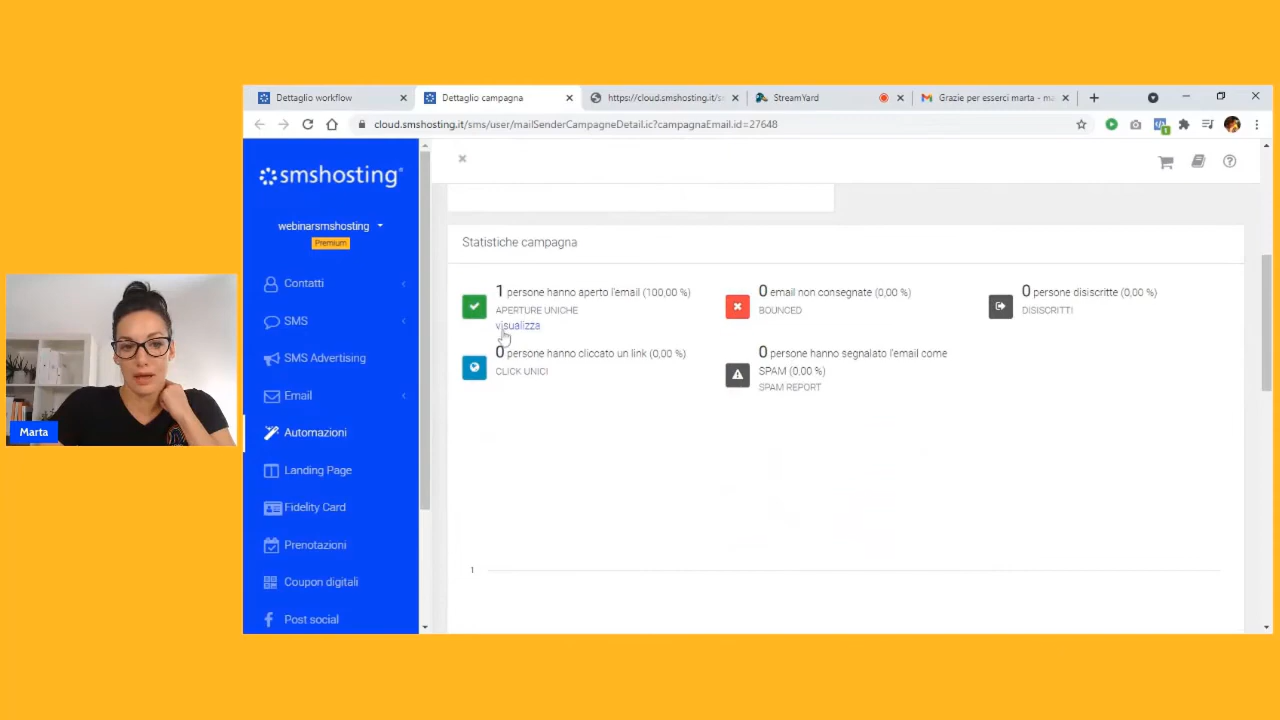 Dettaglio workflow
Dettaglio campagna
https://cloud.smshosting.it/s
StreamYard
Grazie per esserci marta - ma
cloud.smshosting.it/sms/user/mailSenderCampagneDetail.ic?campagnaEmail.id=27648
smshosting
webinarsmshosting
Premium
Contatti
SMS
SMS Advertising
Email
Automazioni
Landing Page
Fidelity Card
Prenotazioni
Coupon digitali
Post social
Statistiche campagna
1 persone hanno aperto l'email (100,00 %)
APERTURE UNICHE
visualizza
0 persone hanno cliccato un link (0,00 %)
CLICK UNICI
0 email non consegnate (0,00 %)
BOUNCED
0 persone hanno segnalato l'email come
SPAM (0,00 %)
SPAM REPORT
0 persone disiscritte (0,00 %)
DISISCRITTI
1
Marta